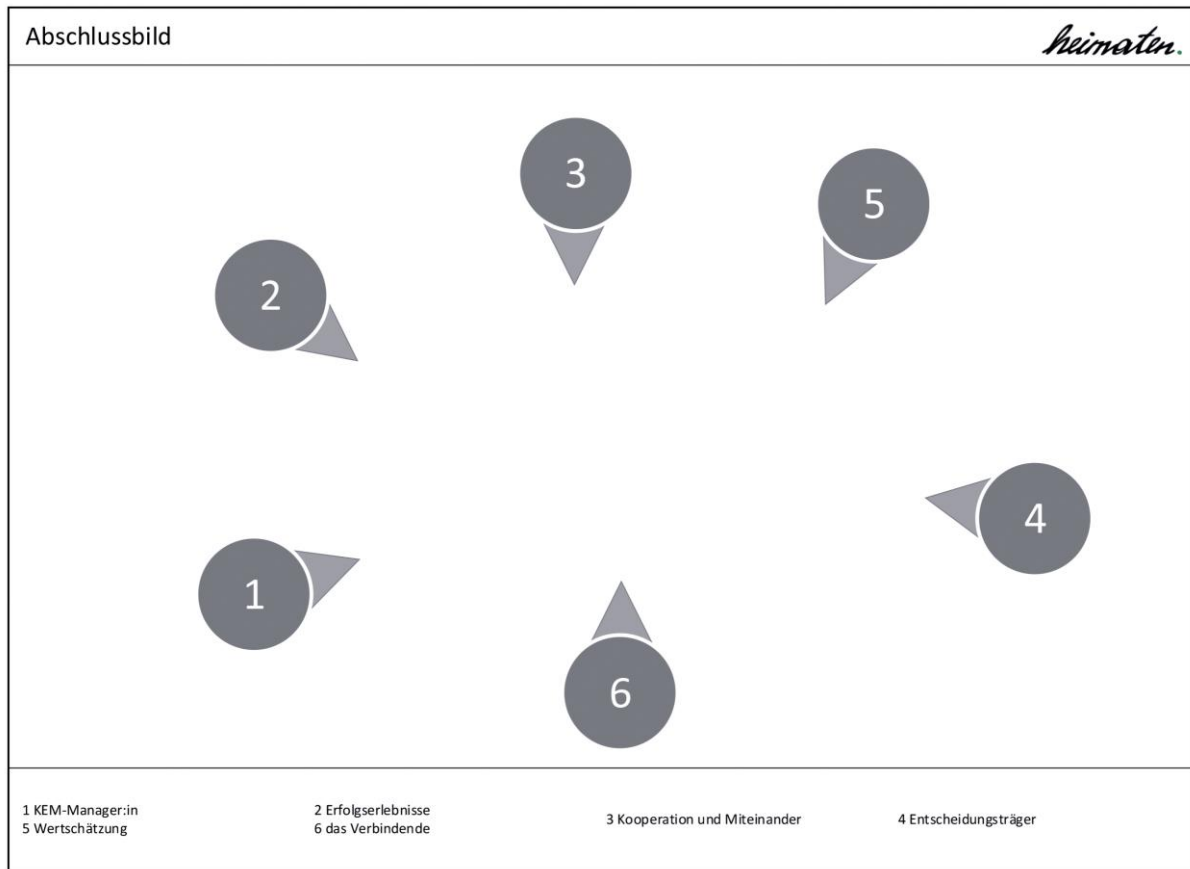 Abschlussbild
heimaten.
3
5
2
4
1
6
1 KEM-Manager:in
2 Erfolgserlebnisse
3 Kooperation und Miteinander
4 Entscheidungsträger
5 Wertschätzung
6 das Verbindende